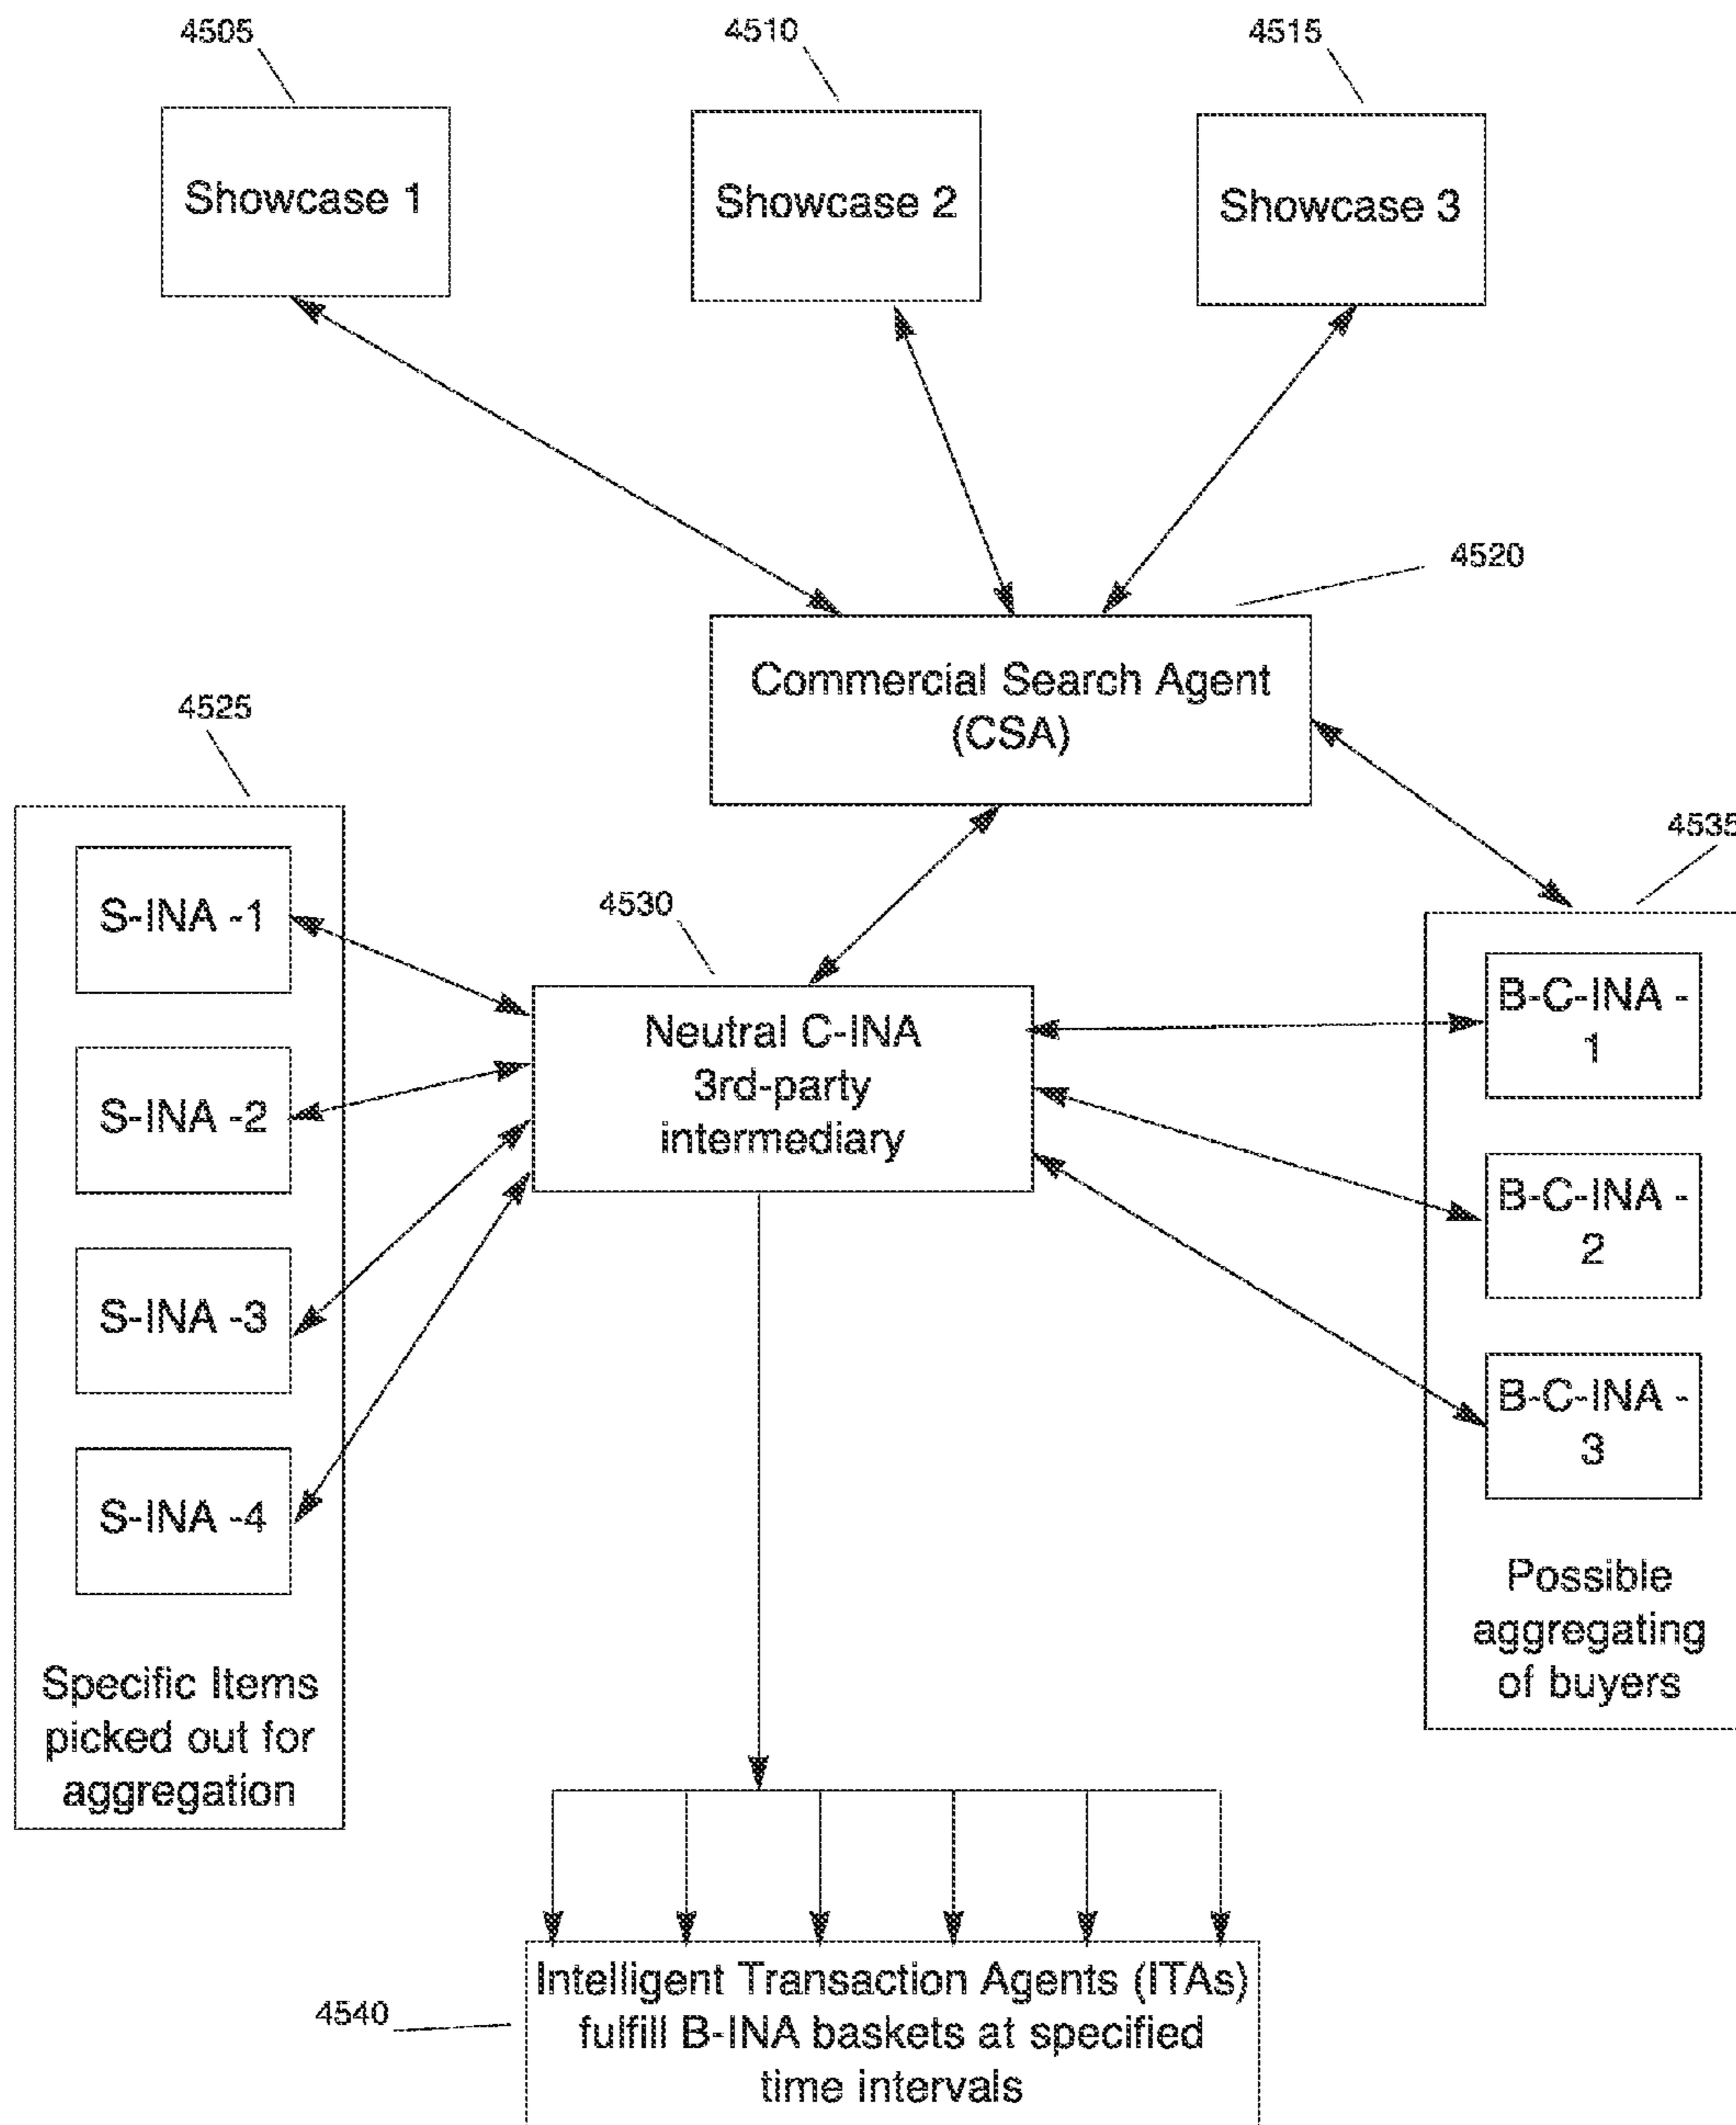 4505
4510
4515
Showcase 1
Showcase 2
Showcase 3
4520
Commercial Search Agent
(CSA)
4525
4535
S-INA -1
4530
B-C-INA -
1
Neutral C-INA
3rd-party
intermediary
S-INA -2
B-C-INA -
2
S-INA -3
B-C-INA -
3
S-INA -4
Possible
aggregating
of buyers
Specific Items
picked out for
aggregation
Intelligent Transaction Agents (ITAs)
fulfill B-INA baskets at specified
time intervals
4540